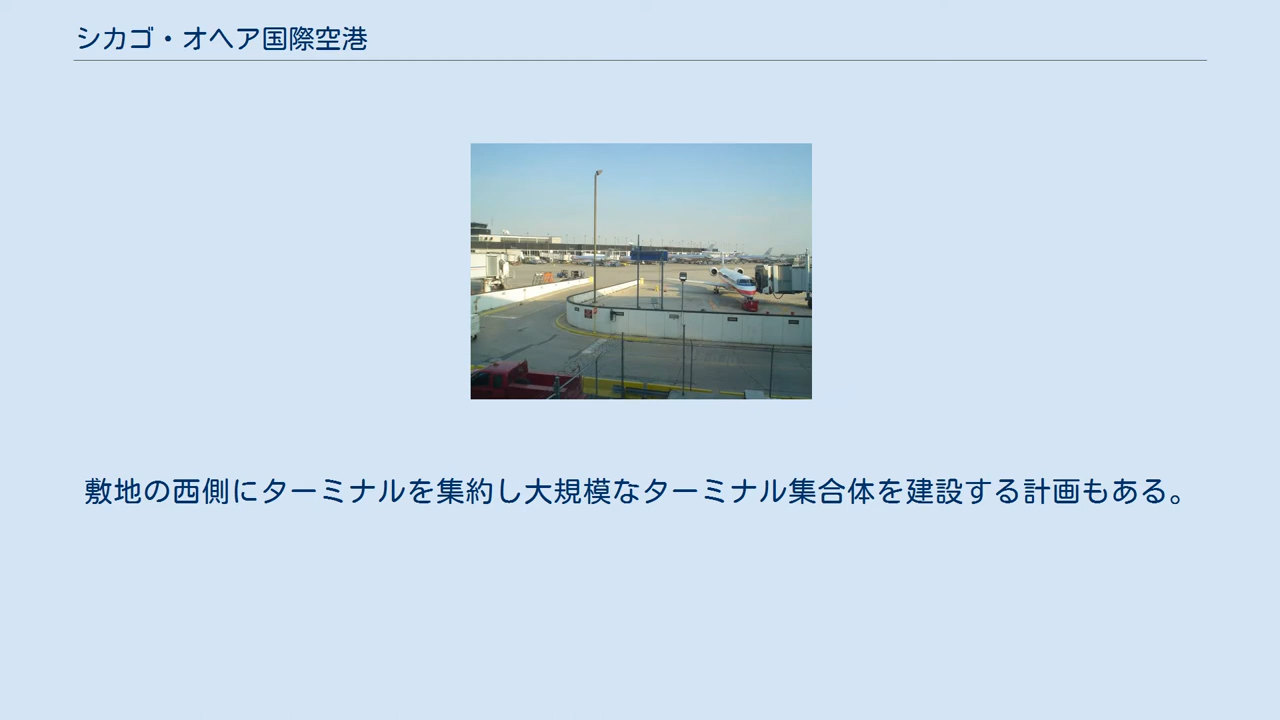 シカゴ・オヘア国際空港
敷地の西側にターミナルを集約し大規模なターミナル集合体を建設する計画もある。